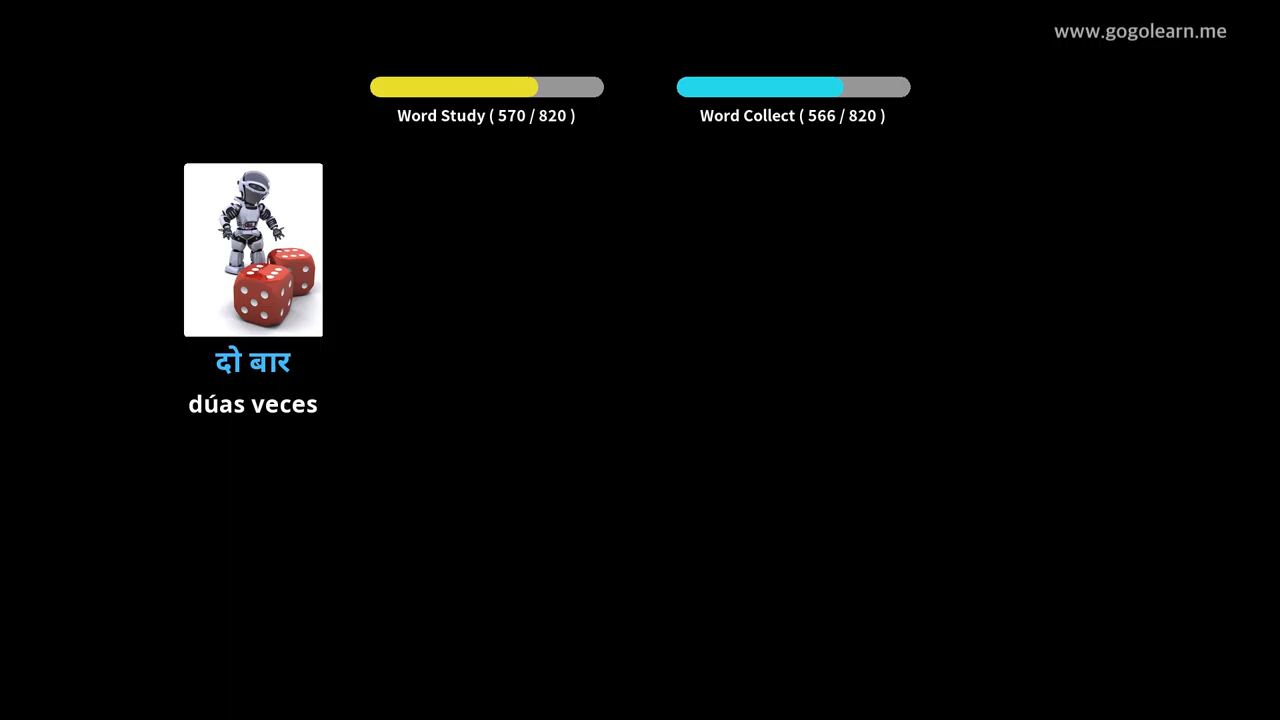 www.gogolearn.me
Word Study ( 570 / 820 )
Word Collect ( 566 / 820 )
दो बार
dúas veces